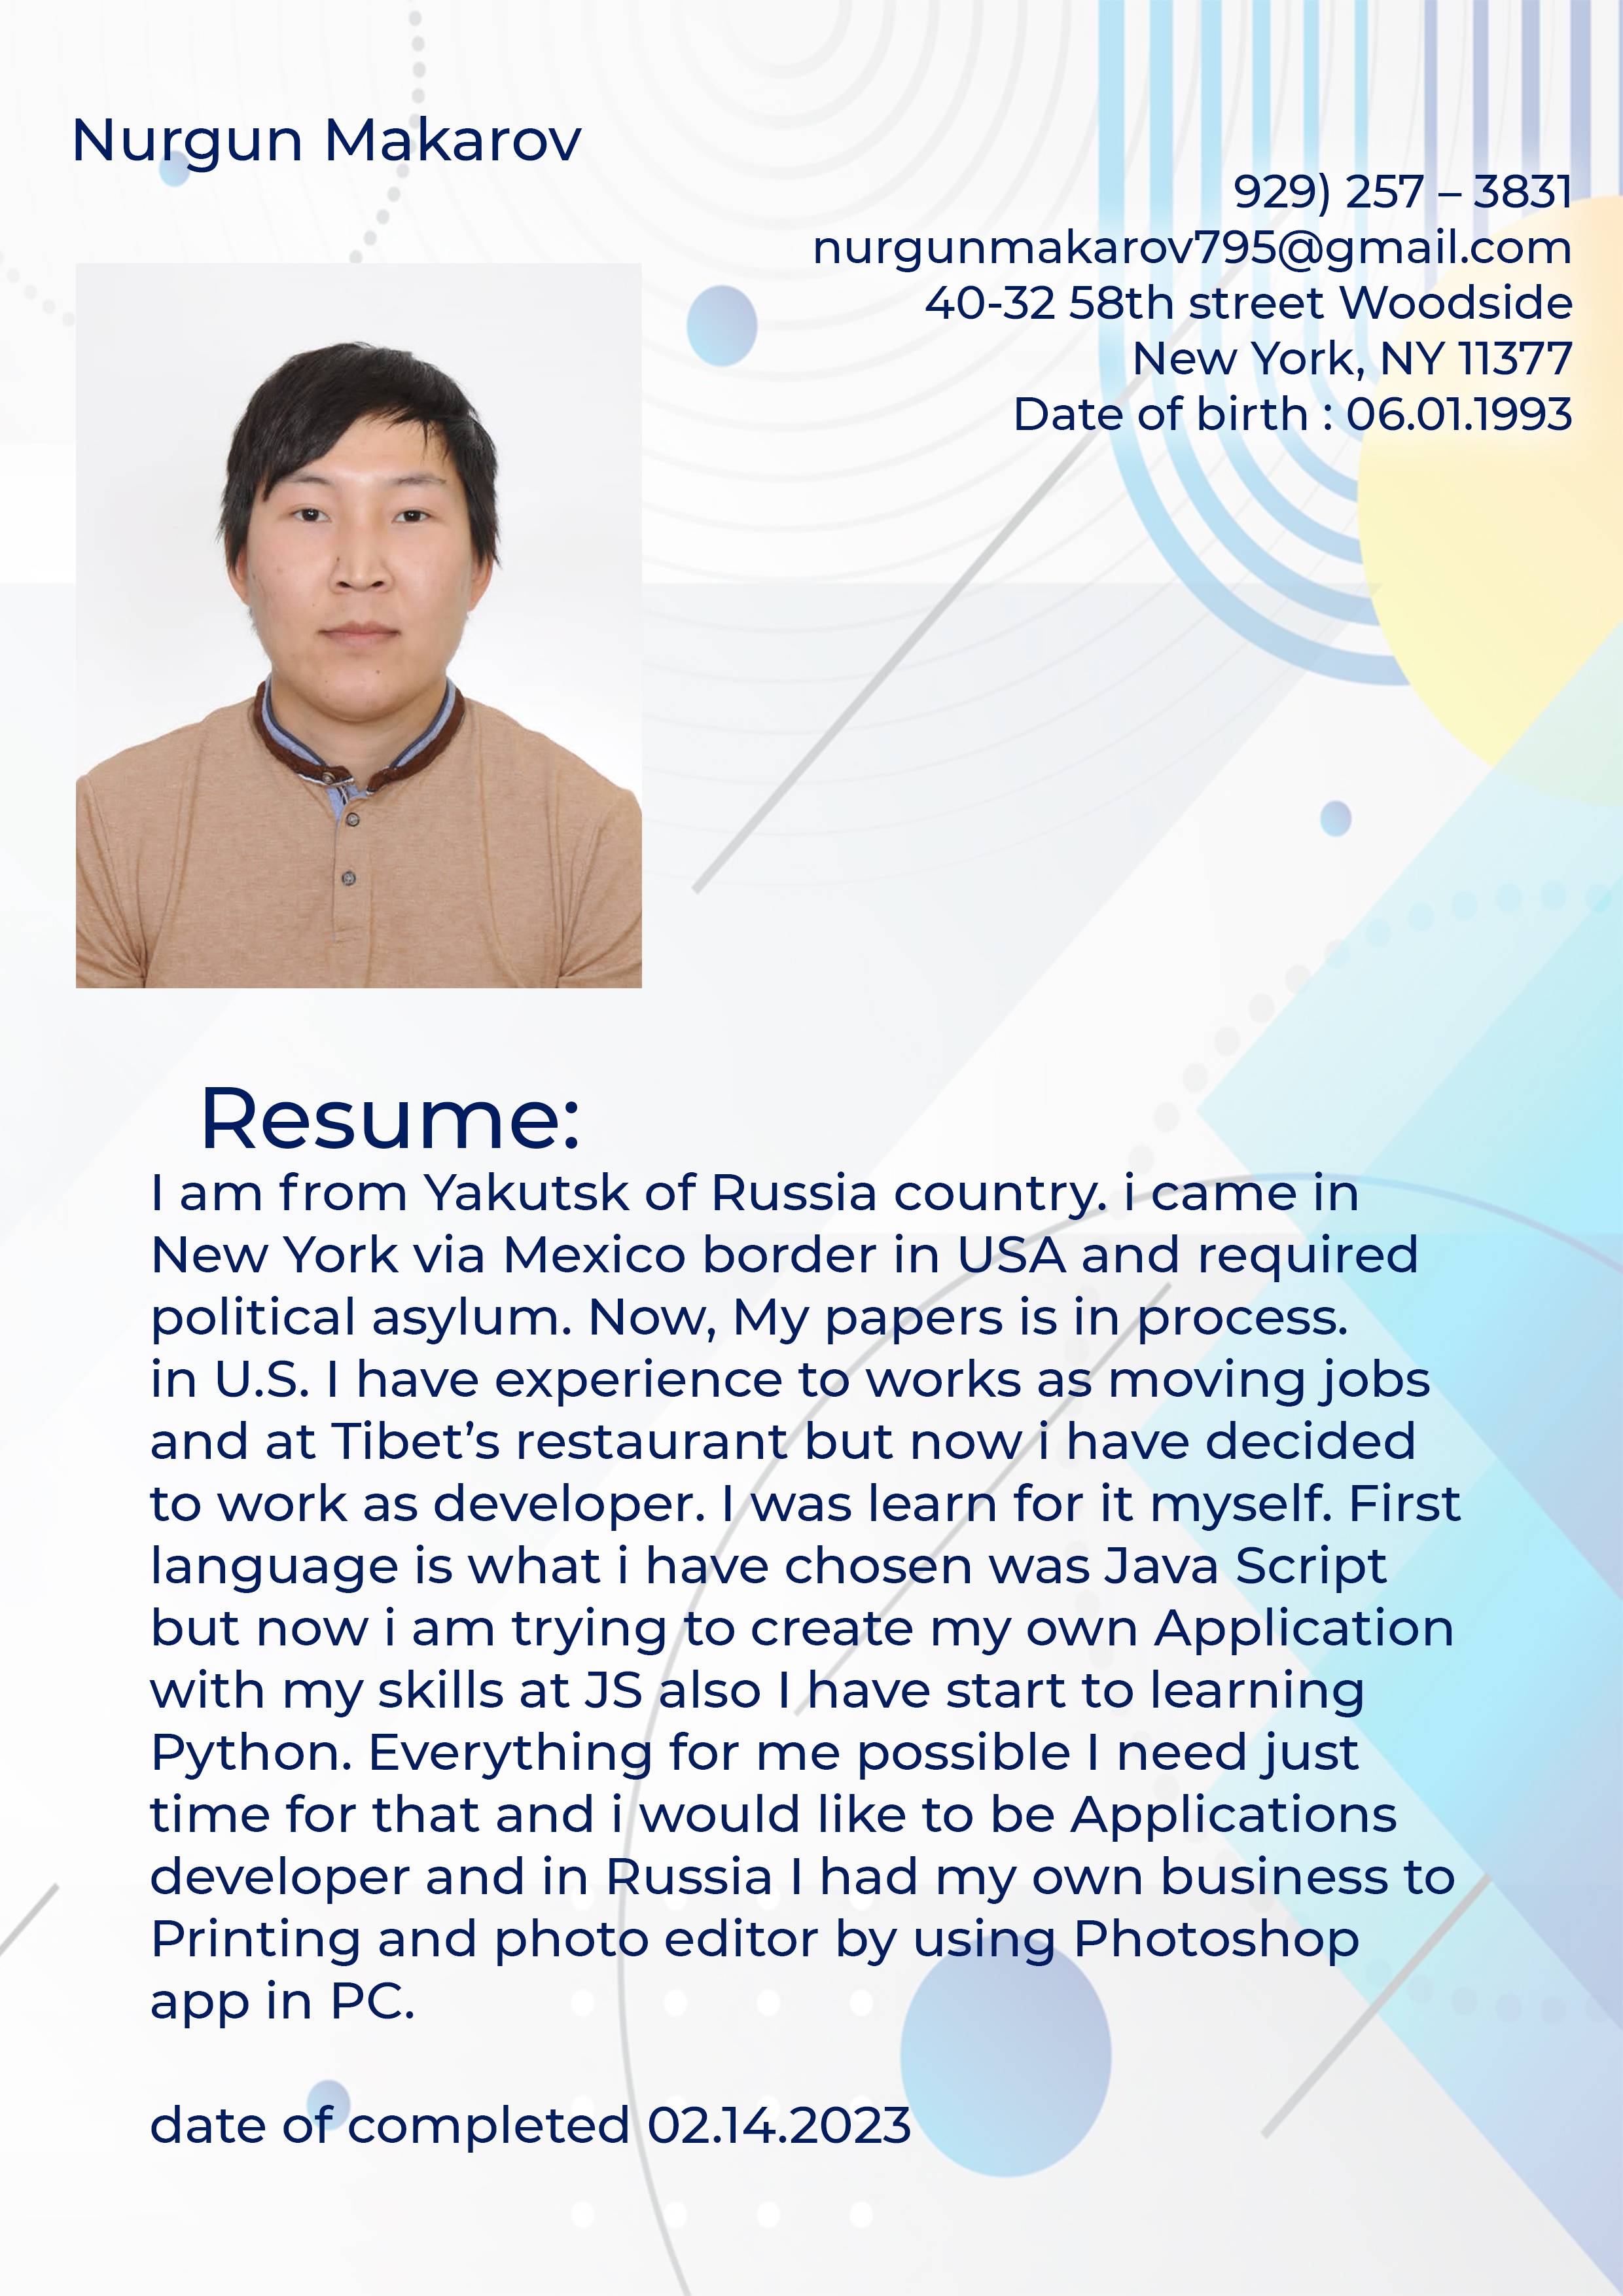 Nurgun Makarov
929) 257 – 3831
nurgunmakarov795@gmail.com
40-32 58th street Woodside
New York, NY 11377
Date of birth : 06.01.1993
Resume:
I am from Yakutsk of Russia country. i came in
New York via Mexico border in USA and required
political asylum. Now, My papers is in process.
in U.S. I have experience to works as moving jobs
and at Tibet’s restaurant but now i have decided
to work as developer. I was learn for it myself. First
language is what i have chosen was Java Script
but now i am trying to create my own Application
with my skills at JS also I have start to learning
Python. Everything for me possible I need just
time for that and i would like to be Applications
developer and in Russia I had my own business to
Printing and photo editor by using Photoshop
app in PC.
date of completed 02.14.2023